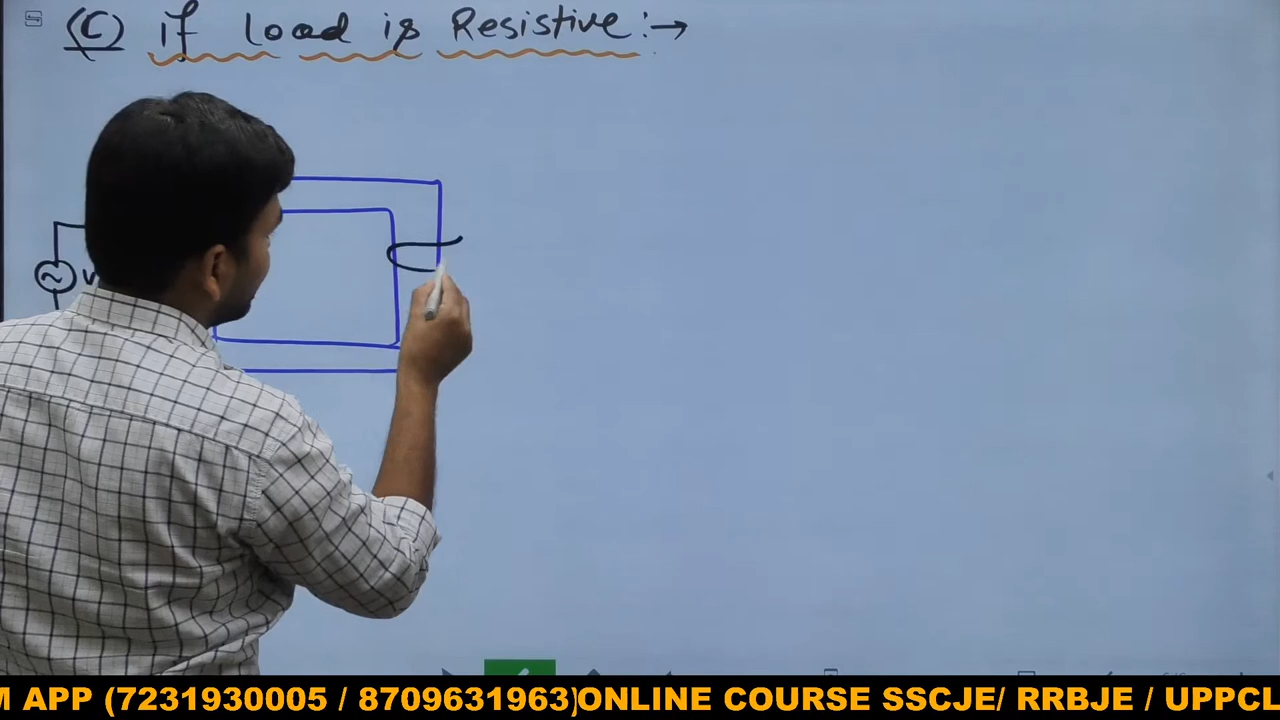 (C) if load is Resistive:→
~ V
M APP (7231930005 / 8709631963)ONLINE COURSE SSCJE/ RRBJE / UPPCL